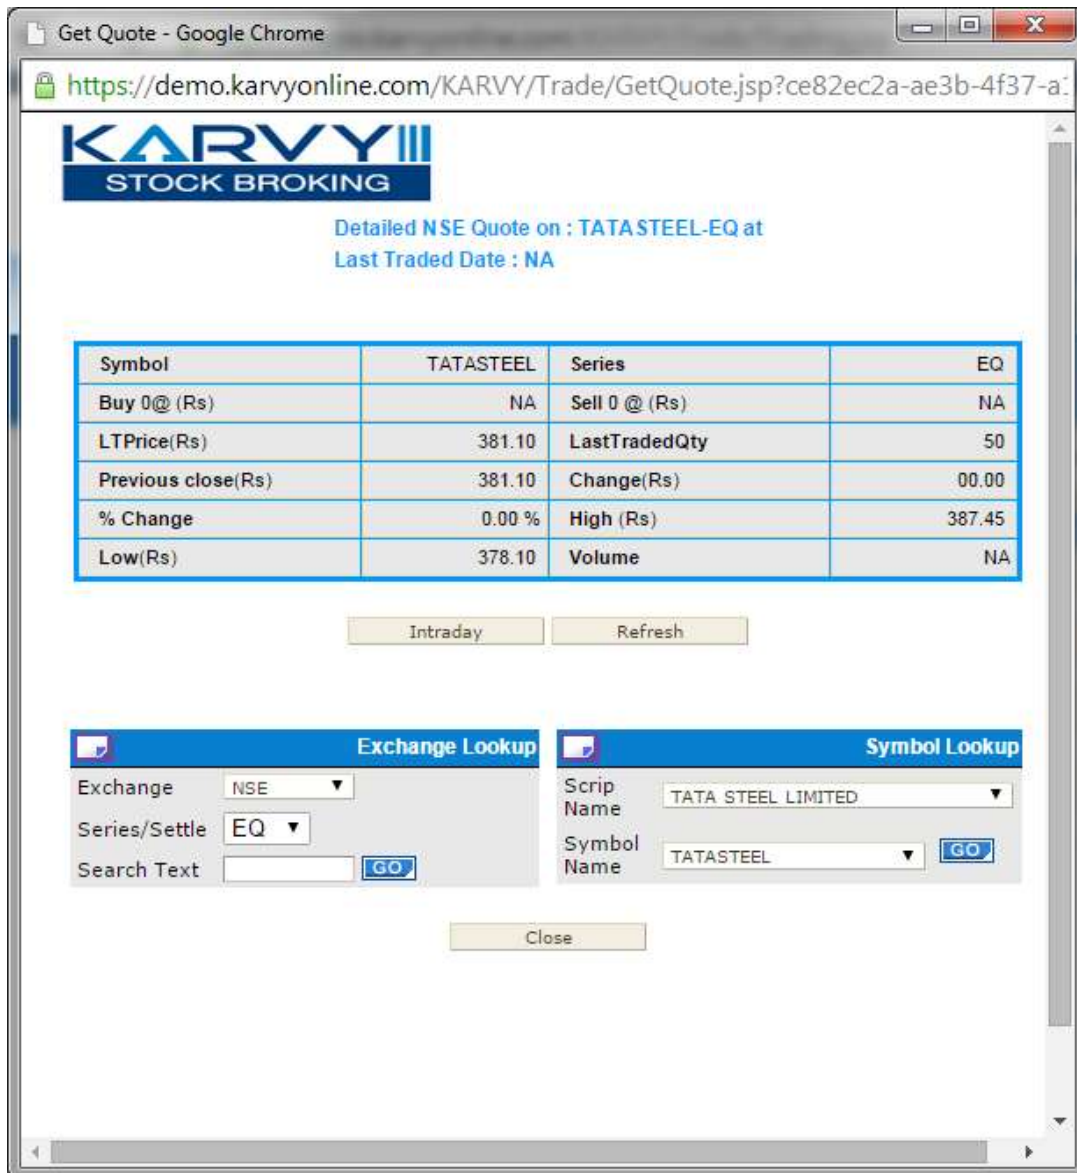 Get Quote - Google Chrome
https://demo.karvyonline.com/KARVY/Trade/GetQuote.jsp?ce82ec2a-ae3b-4f37-a
KARVY
STOCK BROKING
Detailed NSE Quote on : TATASTEEL-EQ at
Last Traded Date : NA
Symbol TATASTEEL Series EQ
Buy 0@ (Rs) NA Sell 0 @ (Rs) NA
LTPrice(Rs) 381.10 LastTradedQty 50
Previous close(Rs) 381.10 Change(Rs) 00.00
% Change 0.00 % High (Rs) 387.45
Low(Rs) 378.10 Volume NA
Intraday Refresh
Exchange Lookup
Exchange NSE
Series/Settle EQ
Search Text GO
Symbol Lookup
Scrip
Name TATA STEEL LIMITED
Symbol
Name TATASTEEL GO
Close